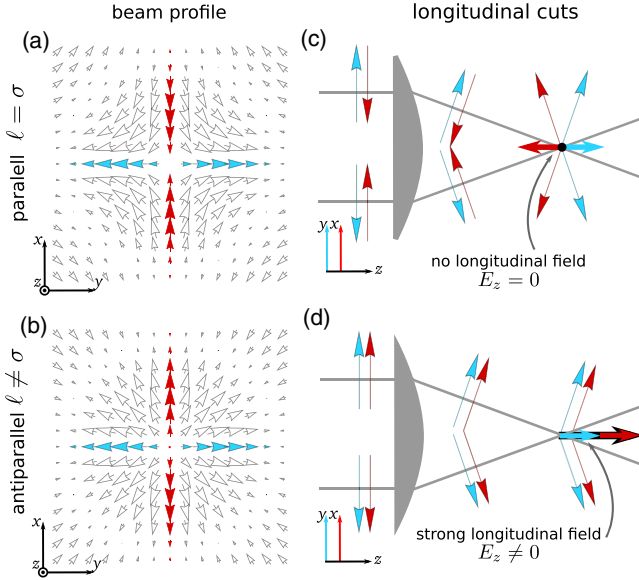 beam profile
longitudinal cuts
(a)
(c)
paralell ℓ = σ
x
z
y
y x
z
no longitudinal field
E_z = 0
(b)
(d)
antiparallel ℓ ≠ σ
x
z
y
y x
z
strong longitudinal field
E_z ≠ 0